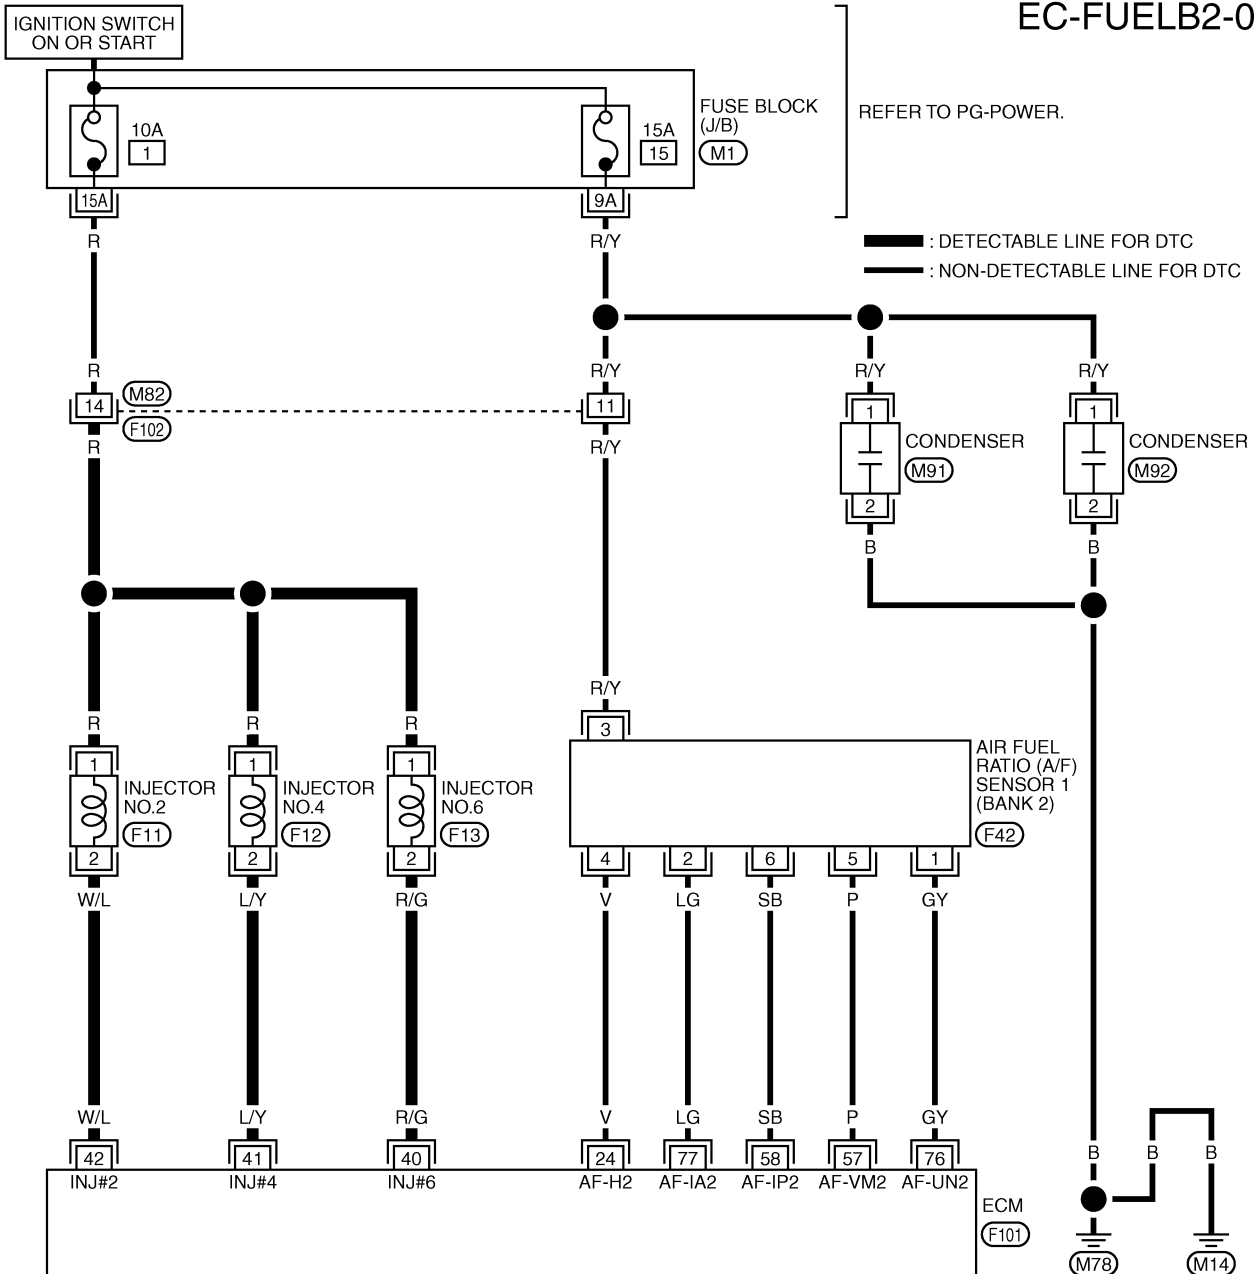 EC-FUELB2-0
IGNITION SWITCH
ON OR START
10A
1
15A
15
FUSE BLOCK
(J/B)
M1
REFER TO PG-POWER.
15A
9A
R
R/Y
: DETECTABLE LINE FOR DTC
: NON-DETECTABLE LINE FOR DTC
R
R/Y
R/Y
R/Y
M82
14
11
1
1
F102
R
R/Y
CONDENSER
M91
CONDENSER
M92
2
2
B
B
R/Y
3
R
R
R
1
1
1
INJECTOR
NO.2
F11
INJECTOR
NO.4
F12
INJECTOR
NO.6
F13
AIR FUEL
RATIO (A/F)
SENSOR 1
(BANK 2)
F42
2
2
2
4
2
6
5
1
W/L
L/Y
R/G
V
LG
SB
P
GY
W/L
L/Y
R/G
V
LG
SB
P
GY
B
B
B
42
41
40
24
77
58
57
76
INJ#2
INJ#4
INJ#6
AF-H2
AF-IA2
AF-IP2
AF-VM2
AF-UN2
ECM
F101
M78
M14